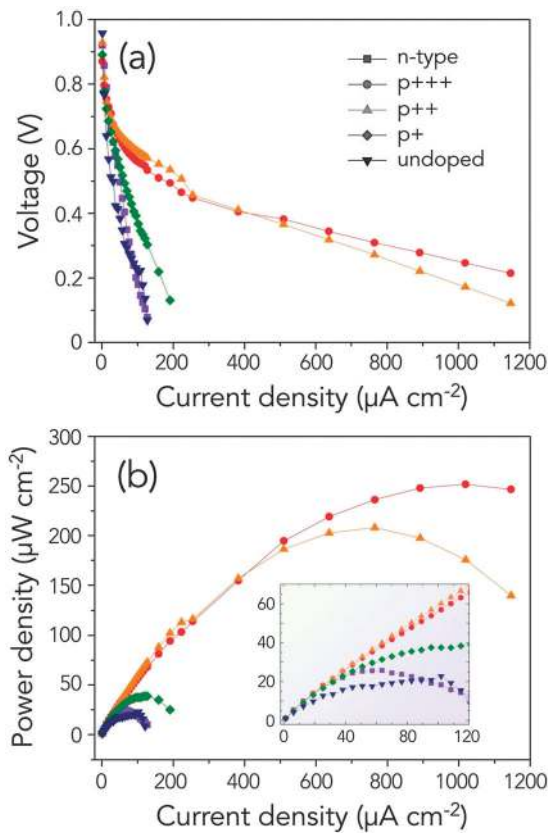 (a)
n-type
p+++
p++
p+
undoped
1.0
0.8
0.6
0.4
0.2
0.0
Voltage (V)
0 200 400 600 800 1000 1200
Current density (μA cm-2)
(b)
300
250
200
150
100
50
0
Power density (μW cm-2)
60
40
20
0
0 40 80 120
0 200 400 600 800 1000 1200
Current density (μA cm-2)